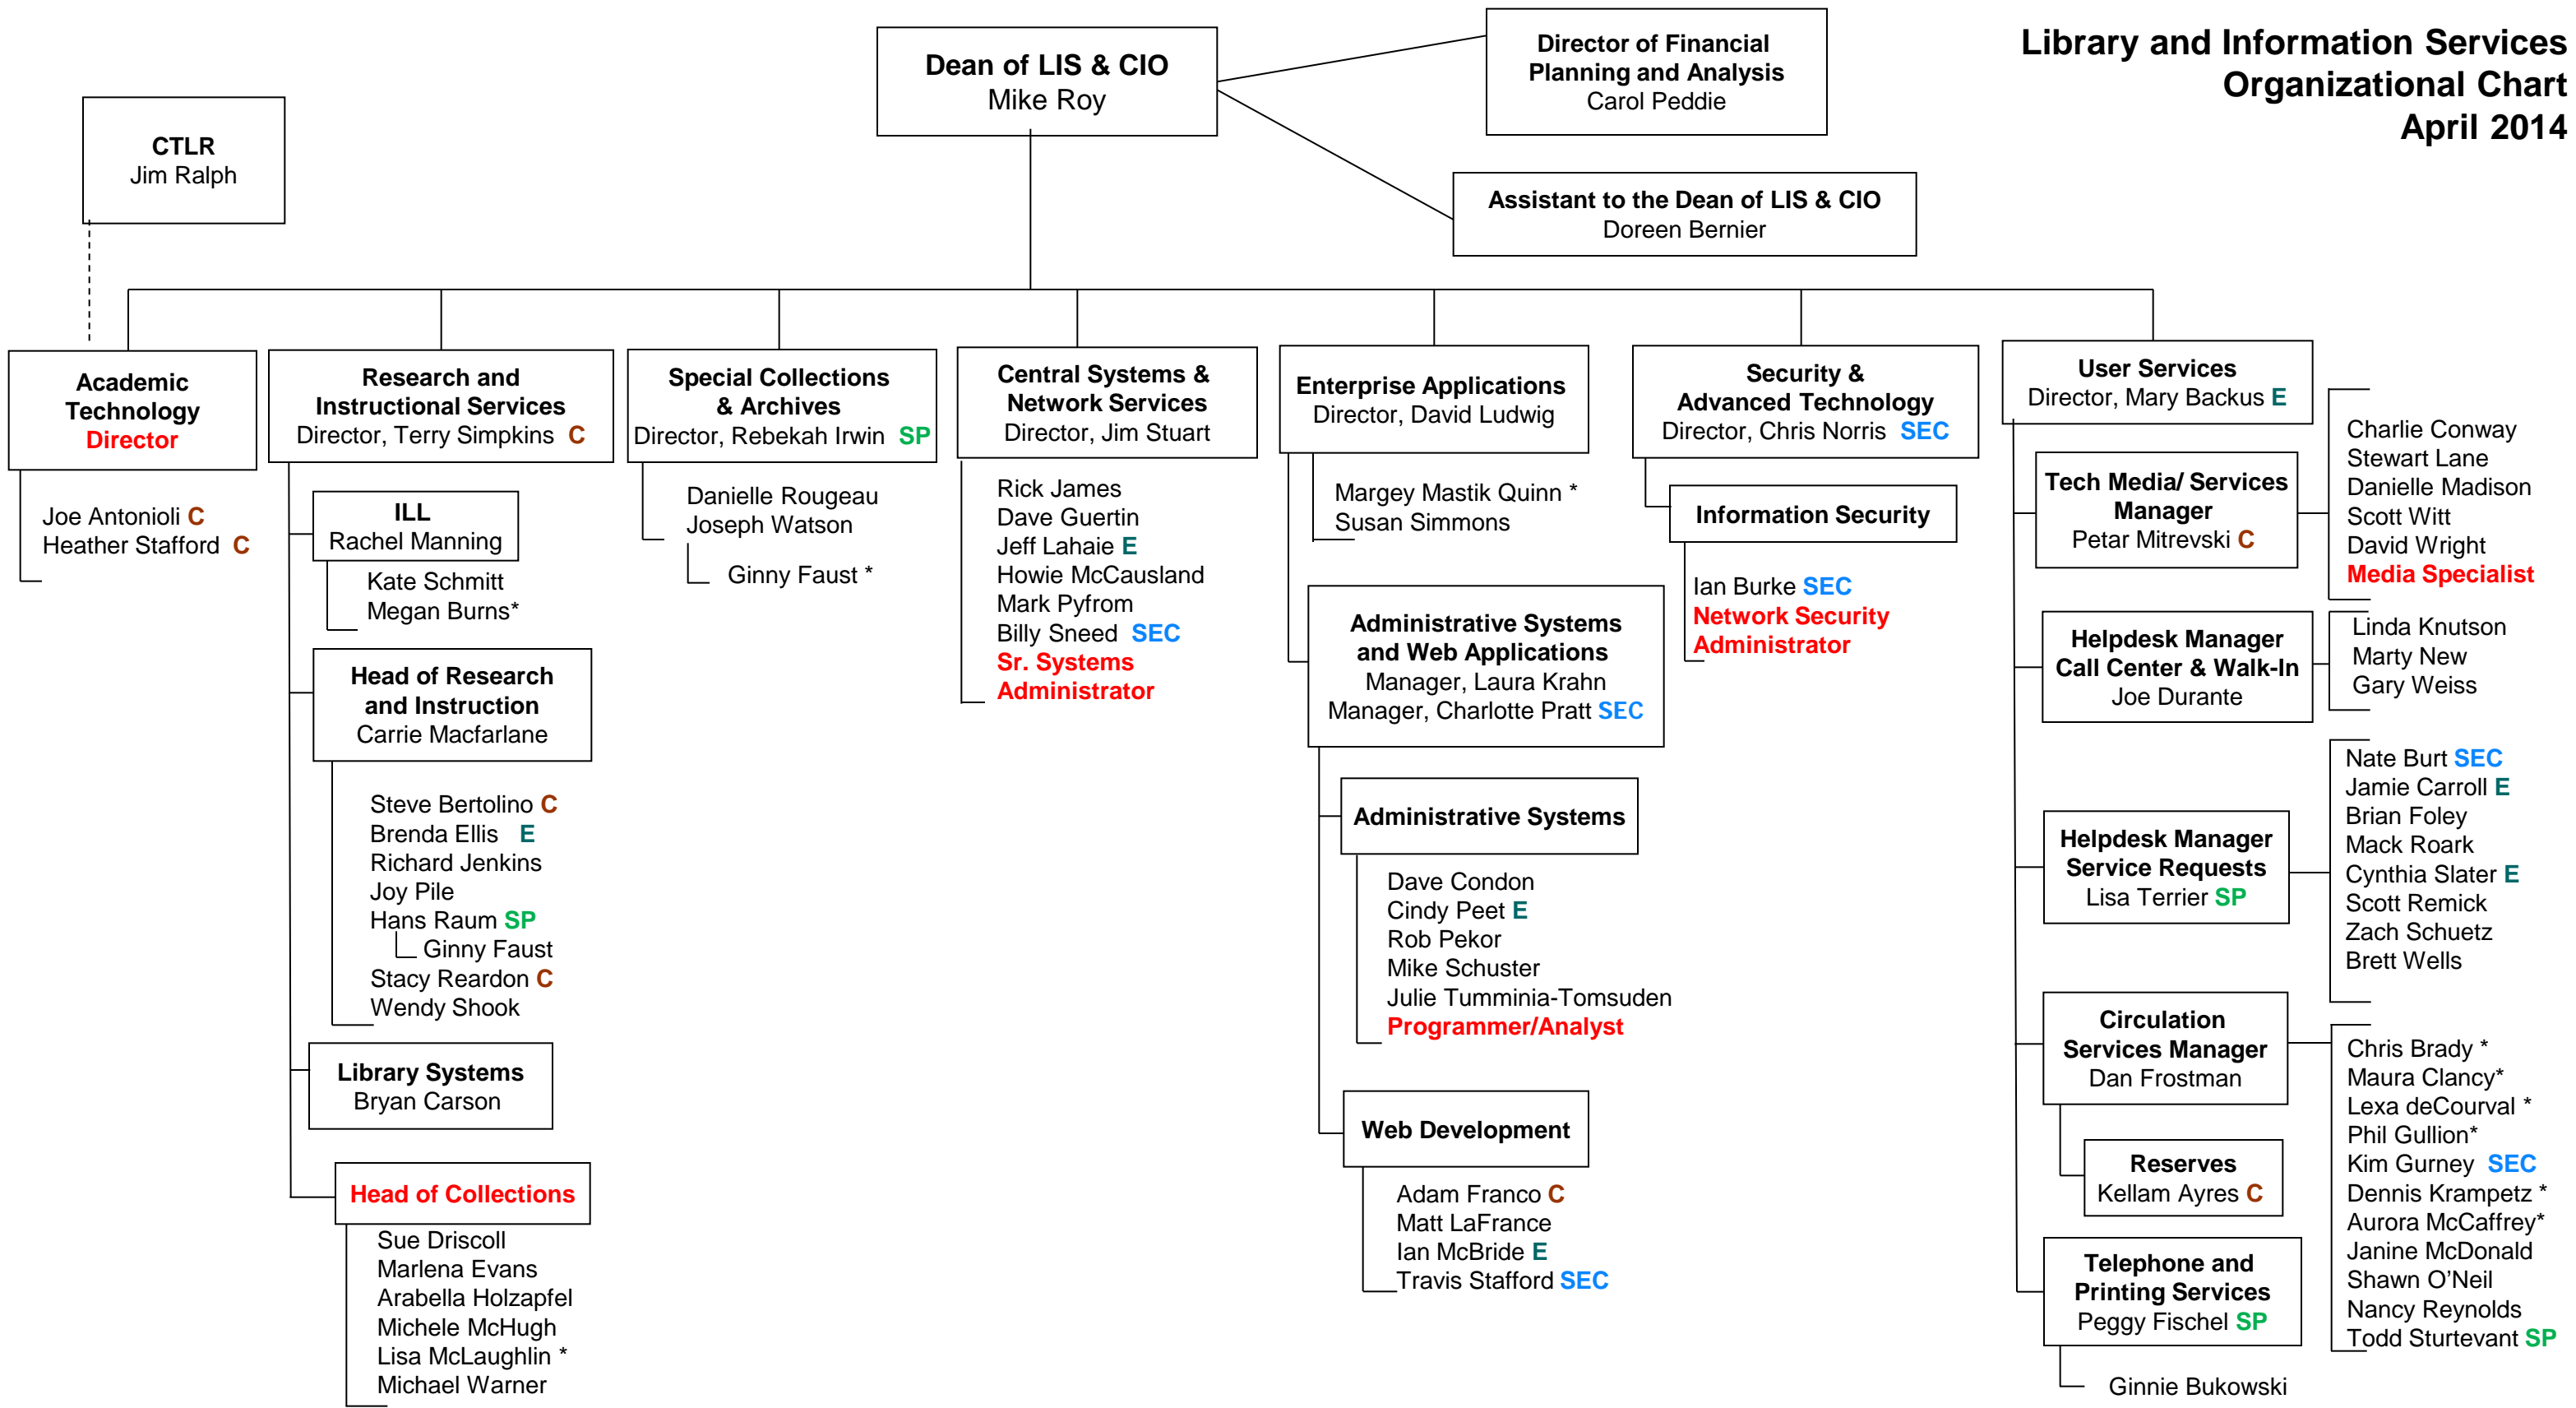 Library and Information Services
Organizational Chart
April 2014
Dean of LIS & CIO
Mike Roy
Director of Financial
Planning and Analysis
Carol Peddie
Assistant to the Dean of LIS & CIO
Doreen Bernier
CTLR
Jim Ralph
Academic
Technology
Director
Joe Antonioli C
Heather Stafford C
Research and
Instructional Services
Director, Terry Simpkins C
ILL
Rachel Manning
Kate Schmitt
Megan Burns*
Head of Research
and Instruction
Carrie Macfarlane
Steve Bertolino C
Brenda Ellis E
Richard Jenkins
Joy Pile
Hans Raum SP
Ginny Faust
Stacy Reardon C
Wendy Shook
Library Systems
Bryan Carson
Head of Collections
Sue Driscoll
Marlena Evans
Arabella Holzapfel
Michele McHugh
Lisa McLaughlin *
Michael Warner
Special Collections
& Archives
Director, Rebekah Irwin SP
Danielle Rougeau
Joseph Watson
Ginny Faust *
Central Systems &
Network Services
Director, Jim Stuart
Rick James
Dave Guertin
Jeff Lahaie E
Howie McCausland
Mark Pyfrom
Billy Sneed SEC
Sr. Systems
Administrator
Enterprise Applications
Director, David Ludwig
Margey Mastik Quinn *
Susan Simmons
Administrative Systems
and Web Applications
Manager, Laura Krahn
Manager, Charlotte Pratt SEC
Administrative Systems
Dave Condon
Cindy Peet E
Rob Pekor
Mike Schuster
Julie Tumminia-Tomsuden
Programmer/Analyst
Web Development
Adam Franco C
Matt LaFrance
Ian McBride E
Travis Stafford SEC
Security &
Advanced Technology
Director, Chris Norris SEC
Information Security
Ian Burke SEC
Network Security
Administrator
User Services
Director, Mary Backus E
Tech Media/ Services
Manager
Petar Mitrevski C
Charlie Conway
Stewart Lane
Danielle Madison
Scott Witt
David Wright
Media Specialist
Helpdesk Manager
Call Center & Walk-In
Joe Durante
Linda Knutson
Marty New
Gary Weiss
Helpdesk Manager
Service Requests
Lisa Terrier SP
Nate Burt SEC
Jamie Carroll E
Brian Foley
Mack Roark
Cynthia Slater E
Scott Remick
Zach Schuetz
Brett Wells
Circulation
Services Manager
Dan Frostman
Reserves
Kellam Ayres C
Chris Brady *
Maura Clancy*
Lexa deCourval *
Phil Gullion*
Kim Gurney SEC
Dennis Krampetz *
Aurora McCaffrey*
Janine McDonald
Shawn O’Neil
Nancy Reynolds
Todd Sturtevant SP
Telephone and
Printing Services
Peggy Fischel SP
Ginnie Bukowski